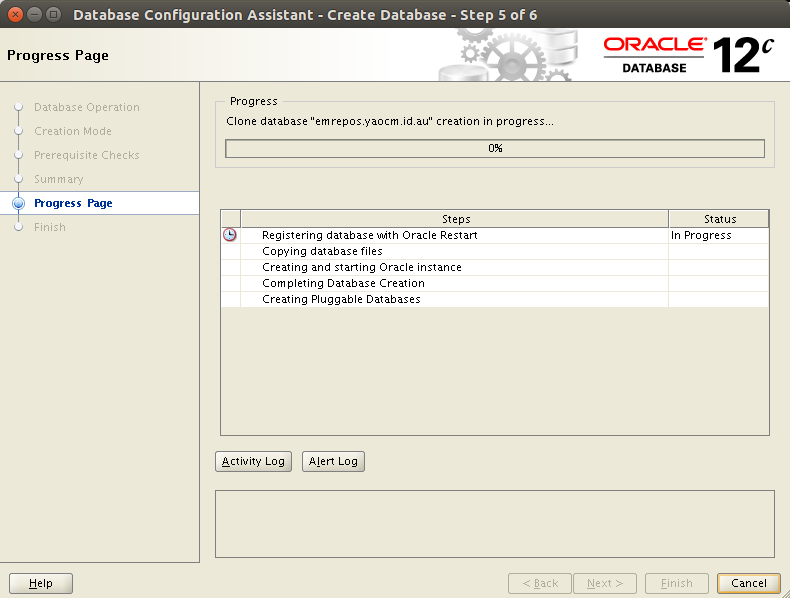 Database Configuration Assistant - Create Database - Step 5 of 6
Progress Page
ORACLE®
DATABASE
12c
Database Operation
Creation Mode
Prerequisite Checks
Summary
Progress Page
Finish
Progress
Clone database "emrepos.yaocm.id.au" creation in progress...
0%
Steps Status
Registering database with Oracle Restart In Progress
Copying database files
Creating and starting Oracle instance
Completing Database Creation
Creating Pluggable Databases
Activity Log Alert Log
Help < Back Next > Finish Cancel